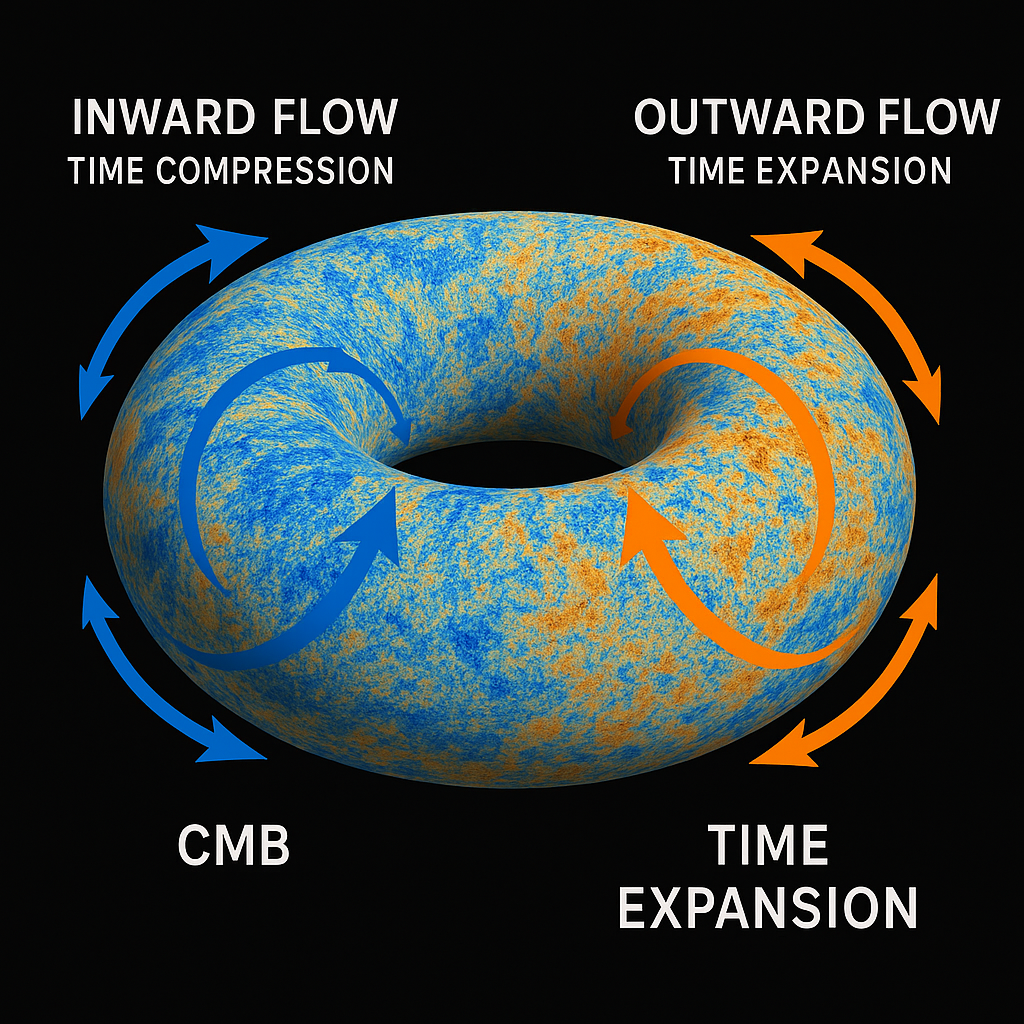 INWARD FLOW
TIME COMPRESSION
OUTWARD FLOW
TIME EXPANSION
CMB
TIME
EXPANSION